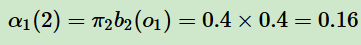 α₁(2) = π₂b₂(o₁) = 0.4 × 0.4 = 0.16